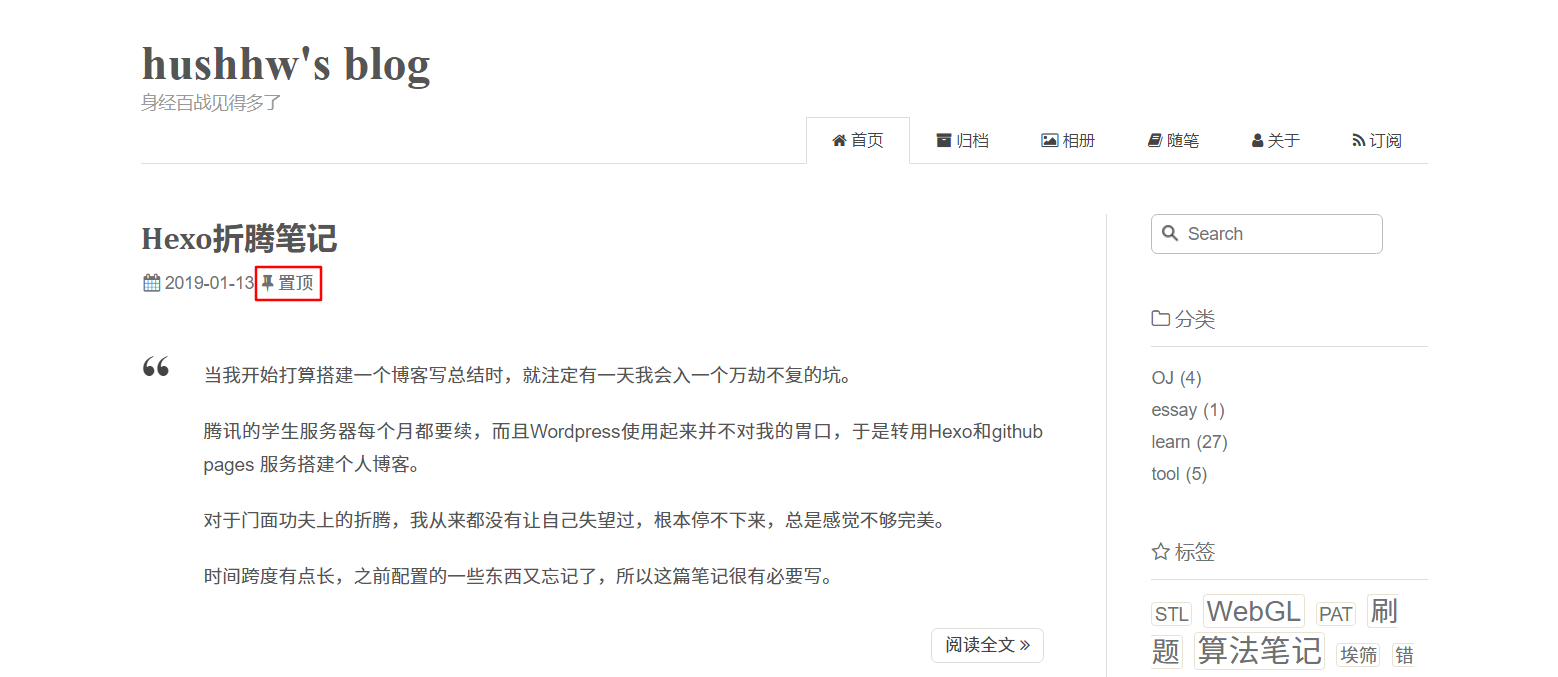 hushhw's blog
身经百战见得多了
首页 归档 相册 随笔 关于 订阅
Hexo折腾笔记
2019-01-13 置顶
当我开始打算搭建一个博客写总结时，就注定有一天我会入一个万劫不复的坑。
腾讯的学生服务器每个月都要续，而且Wordpress使用起来并不对我的胃口，于是转用Hexo和github
pages 服务搭建个人博客。
对于门面功夫上的折腾，我从来都没有让自己失望过，根本停不下来，总是感觉不够完美。
时间跨度有点长，之前配置的一些东西又忘记了，所以这篇笔记很有必要写。
阅读全文 »
Search
分类
OJ (4)
essay (1)
learn (27)
tool (5)
标签
STL WebGL PAT 刷
题 算法笔记 埃筛 错